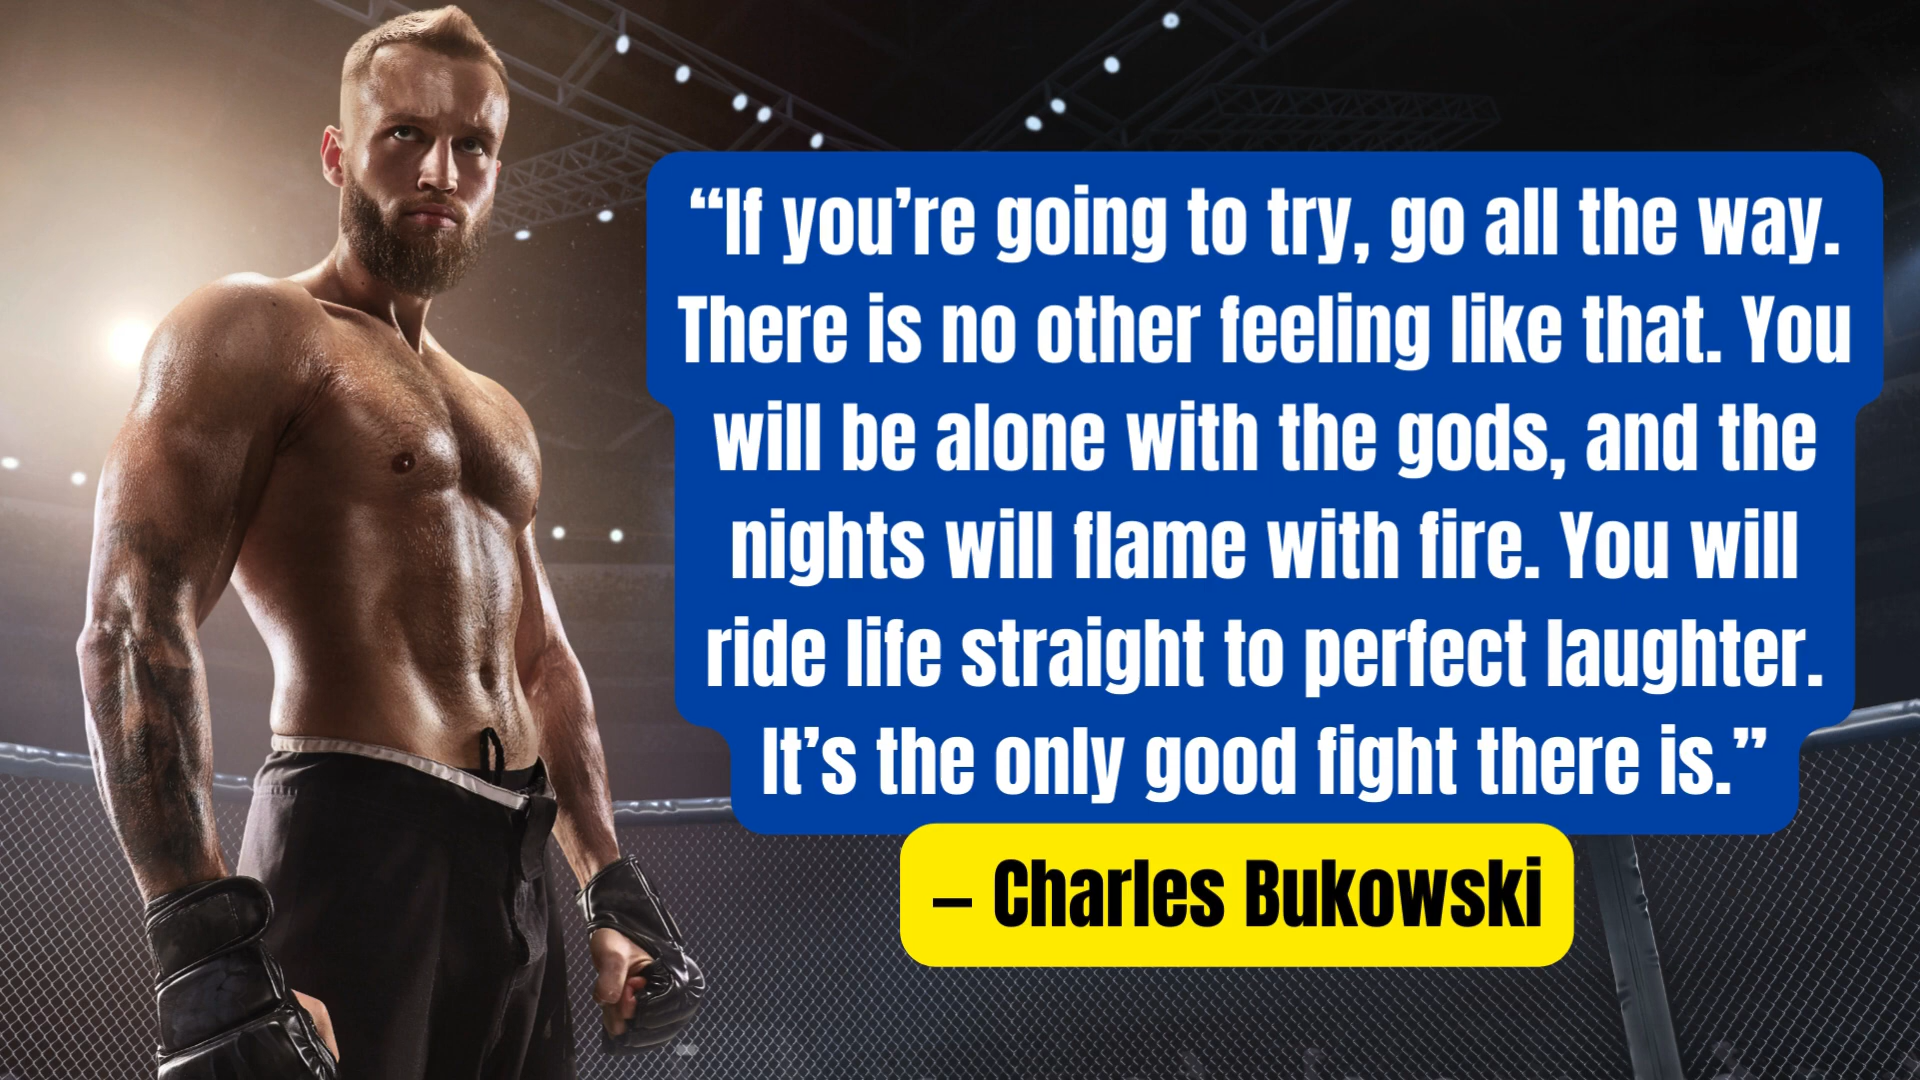 “If you’re going to try, go all the way.
There is no other feeling like that. You
will be alone with the gods, and the
nights will flame with fire. You will
ride life straight to perfect laughter.
It’s the only good fight there is.”
– Charles Bukowski